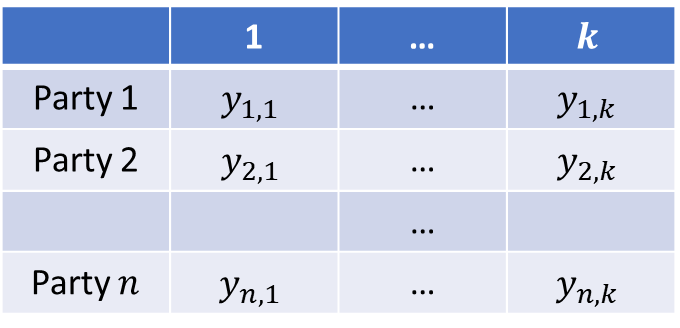 1 ... k
Party 1 y1,1 ... y1,k
Party 2 y2,1 ... y2,k
...
Party n yn,1 ... yn,k